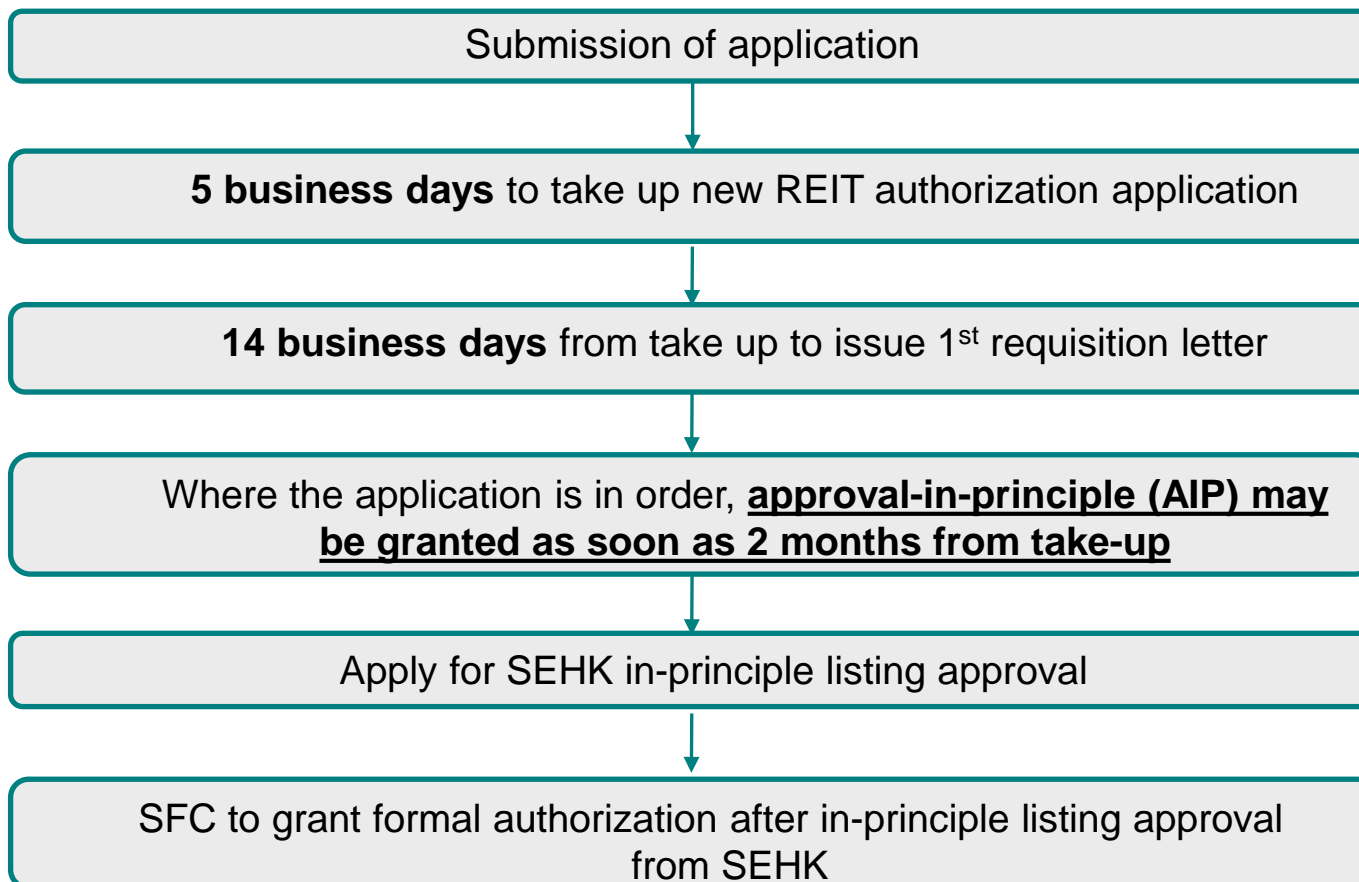 Submission of application
5 business days to take up new REIT authorization application
14 business days from take up to issue 1st requisition letter
Where the application is in order, approval-in-principle (AIP) may
be granted as soon as 2 months from take-up
Apply for SEHK in-principle listing approval
SFC to grant formal authorization after in-principle listing approval
from SEHK